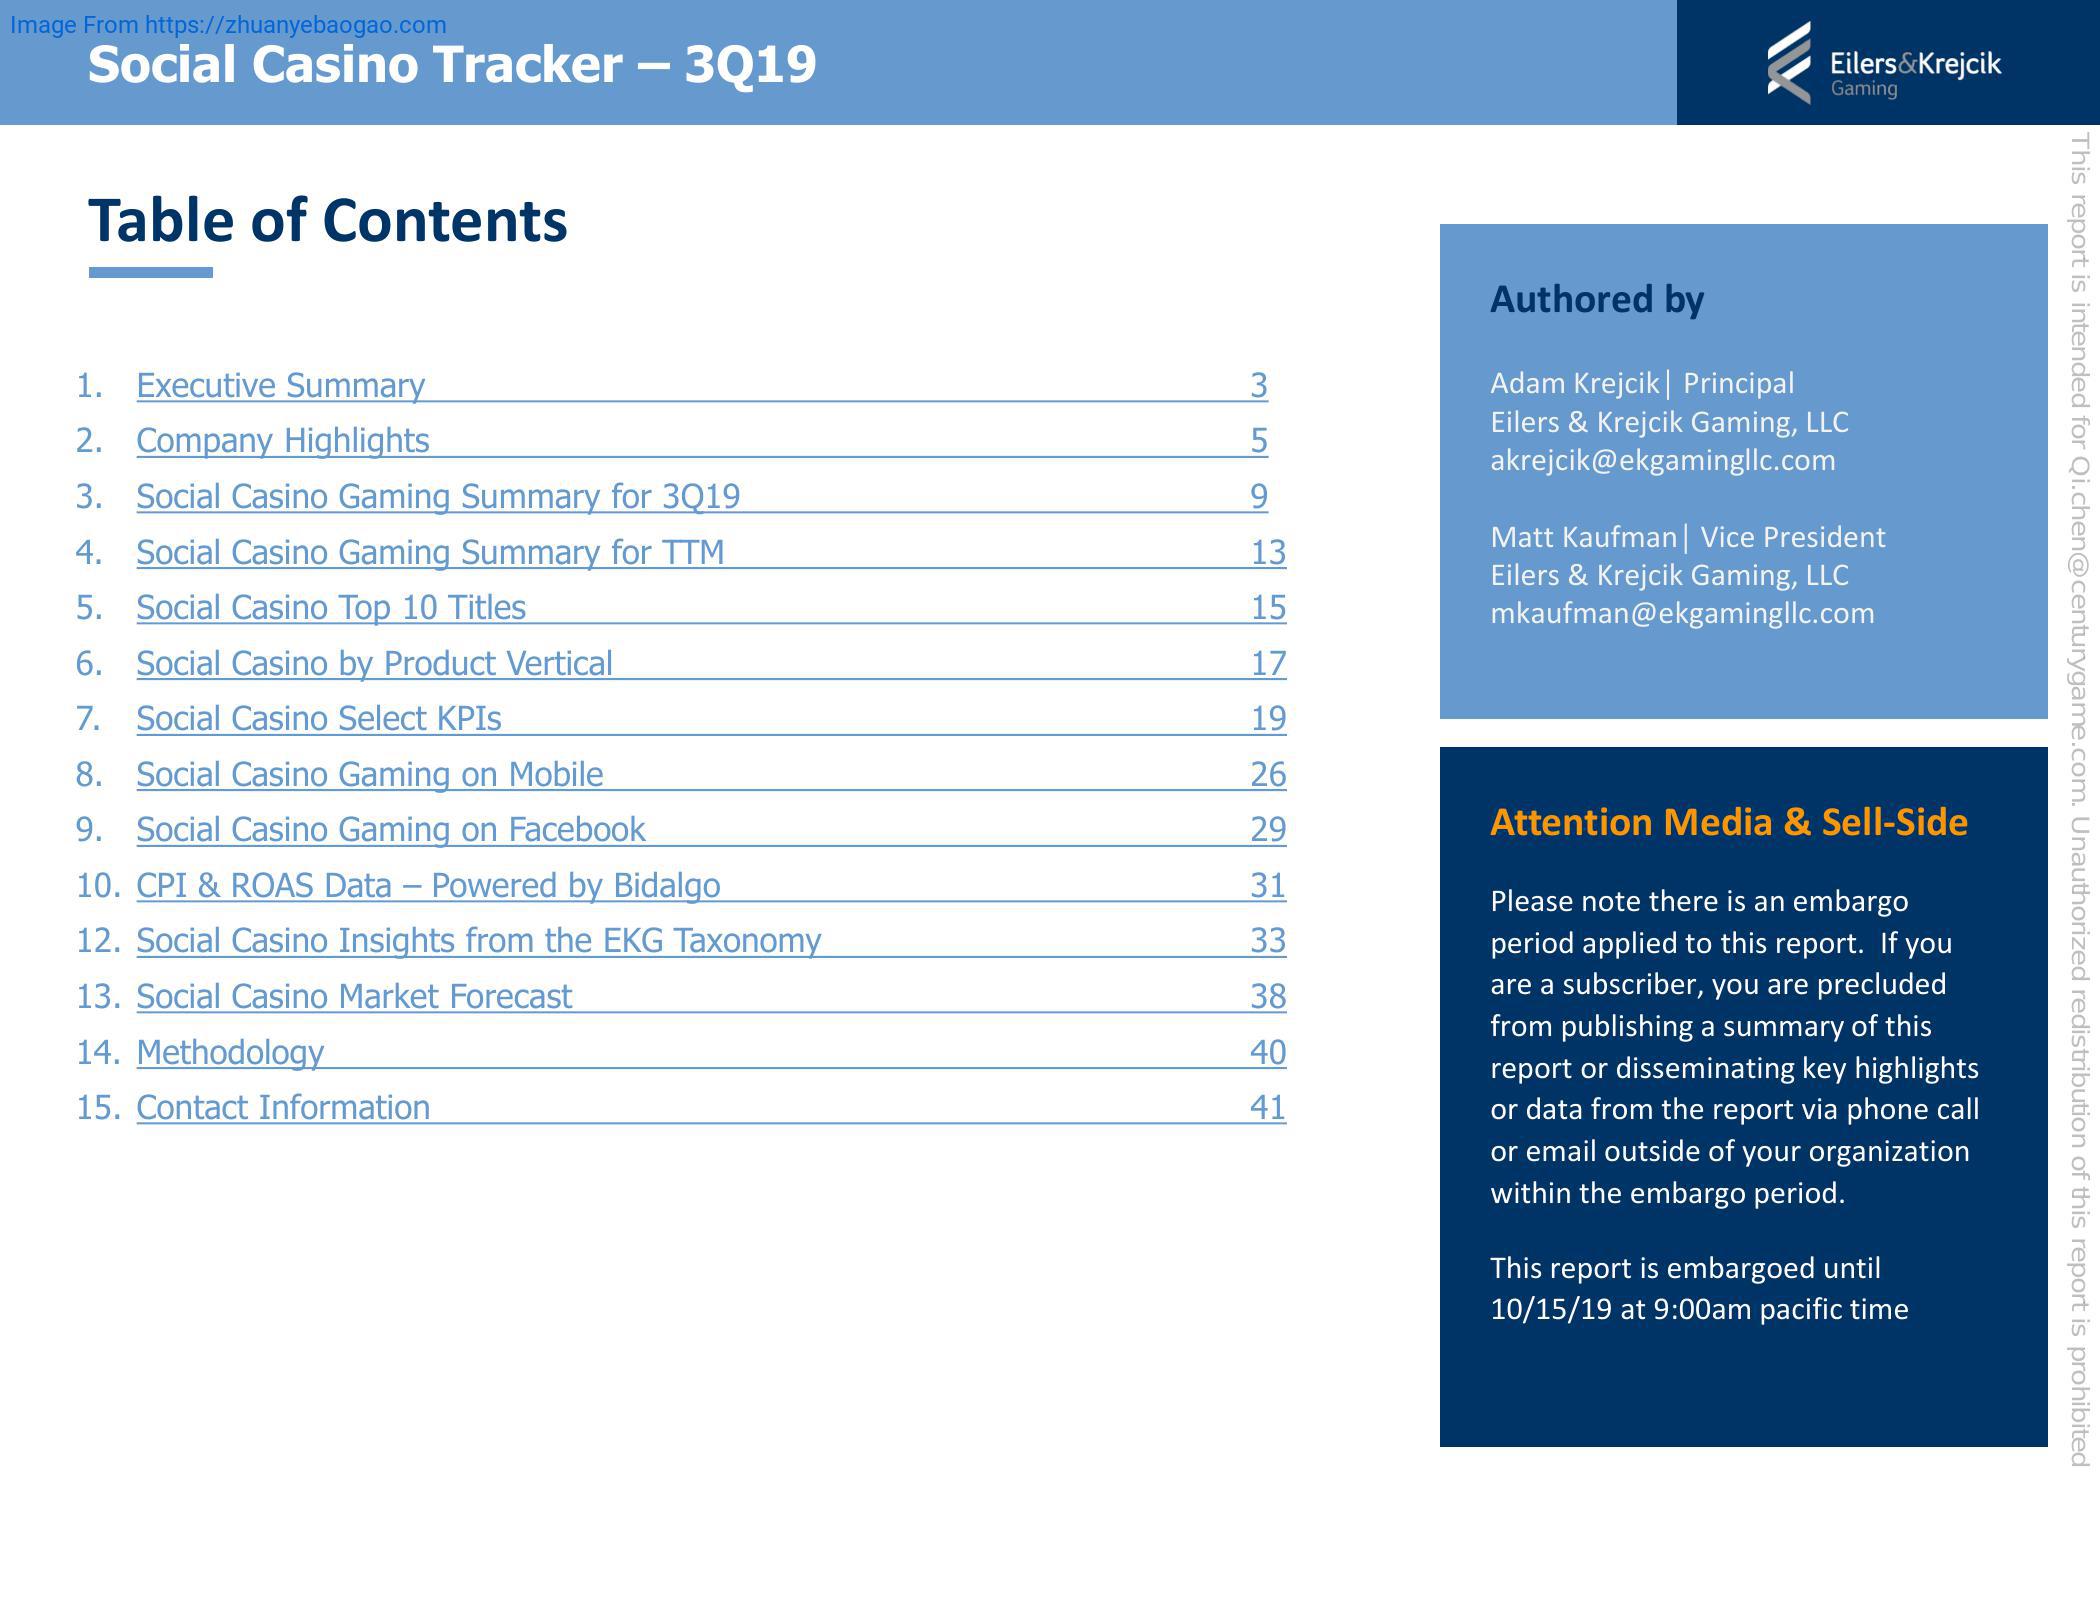 Image From https://zhuanyebaogao.com
Social Casino Tracker – 3Q19
Eilers&Krejcik
Gaming
Table of Contents
1. Executive Summary 3
2. Company Highlights 5
3. Social Casino Gaming Summary for 3Q19 9
4. Social Casino Gaming Summary for TTM 13
5. Social Casino Top 10 Titles 15
6. Social Casino by Product Vertical 17
7. Social Casino Select KPIs 19
8. Social Casino Gaming on Mobile 26
9. Social Casino Gaming on Facebook 29
10. CPI & ROAS Data – Powered by Bidalgo 31
12. Social Casino Insights from the EKG Taxonomy 33
13. Social Casino Market Forecast 38
14. Methodology 40
15. Contact Information 41
Authored by
Adam Krejcik| Principal
Eilers & Krejcik Gaming, LLC
akrejcik@ekgamingllc.com
Matt Kaufman| Vice President
Eilers & Krejcik Gaming, LLC
mkaufman@ekgamingllc.com
Attention Media & Sell-Side
Please note there is an embargo
period applied to this report.  If you
are a subscriber, you are precluded
from publishing a summary of this
report or disseminating key highlights
or data from the report via phone call
or email outside of your organization
within the embargo period.
This report is embargoed until
10/15/19 at 9:00am pacific time
This report is intended for Qi.chen@centurygame.com. Unauthorized redistribution of this report is prohibited